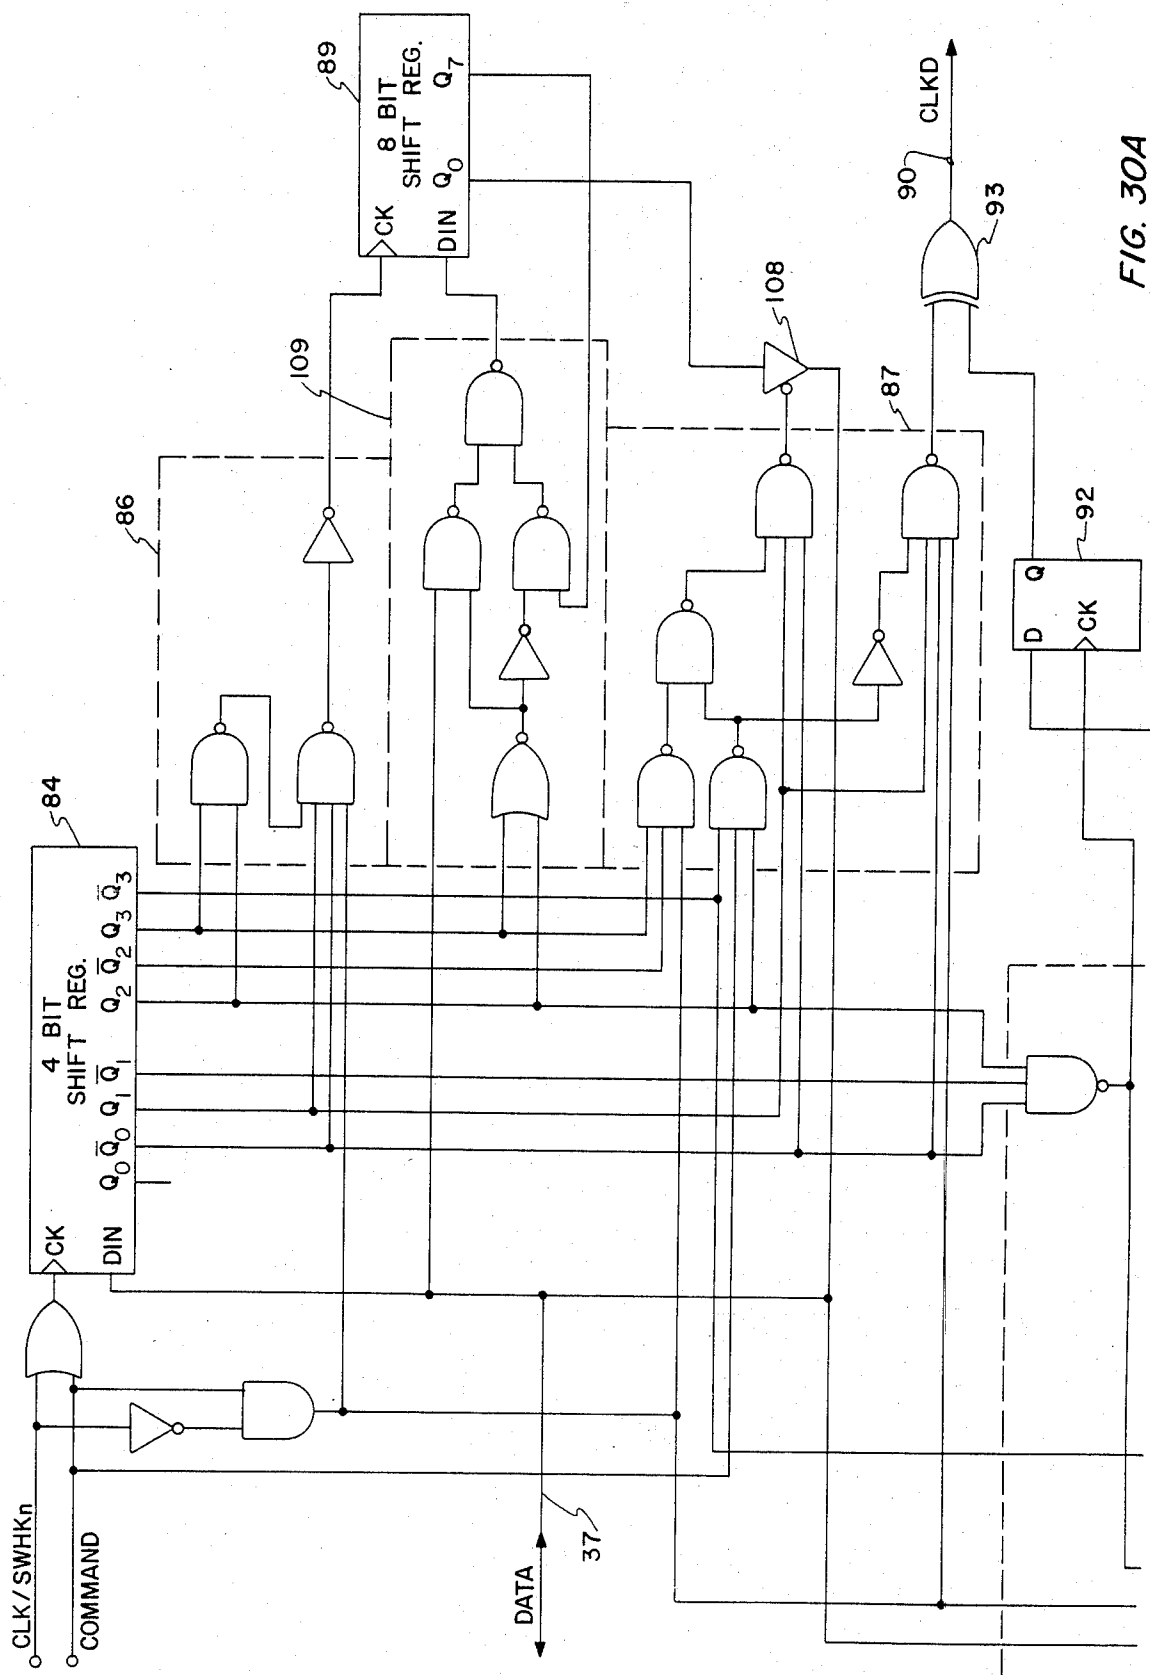 CLK/SWHKn
COMMAND
DATA
37
84
4 BIT
SHIFT REG.
CK
DIN
Q0
Q̅0
Q1
Q̅1
Q2
Q̅2
Q3
Q̅3
86
109
89
8 BIT
SHIFT REG.
CK
DIN
Q0
Q7
108
87
92
D
Q
CK
93
90
CLKD
FIG. 30A